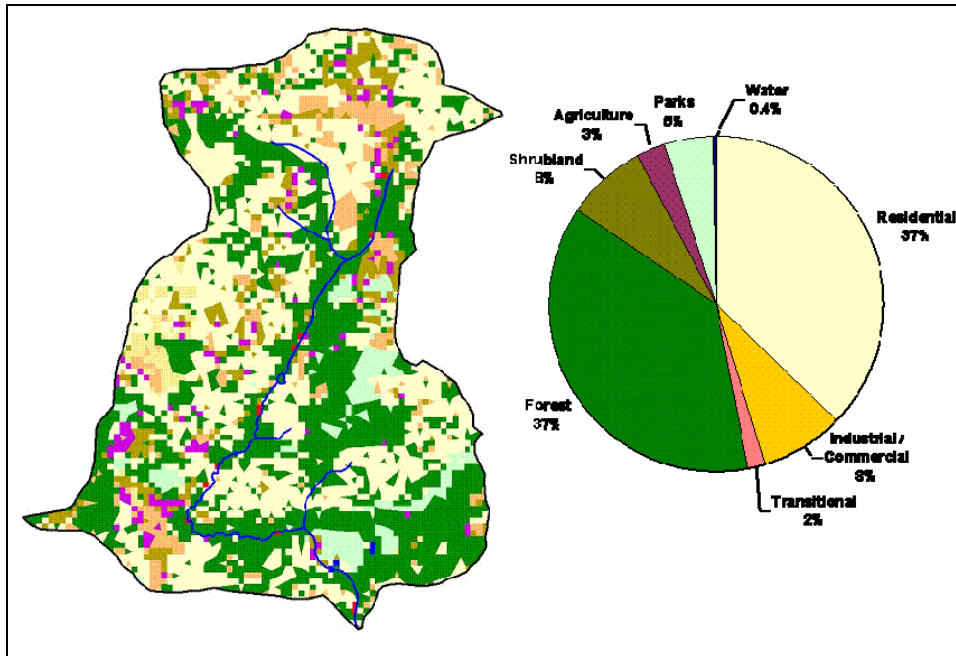 Water
0.4%
Parks
5%
Agriculture
3%
Shrubland
8%
Residential
37%
Forest
37%
Industrial /
Commercial
8%
Transitional
2%